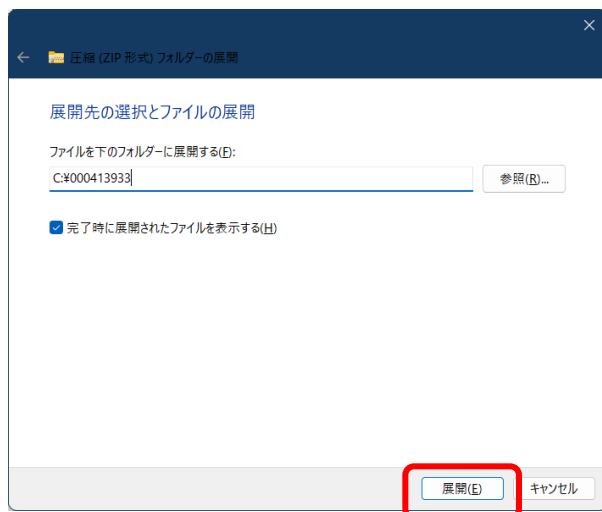 圧縮 (ZIP 形式) フォルダーの展開
展開先の選択とファイルの展開
ファイルを下のフォルダーに展開する(F):
C:¥000413933
参照(R)...
完了時に展開されたファイルを表示する(H)
展開(E)
キャンセル